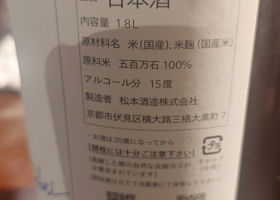 日本酒
内容量 1.8L
原材料名 米(国産)、米麹(国産米)
原料米 五百万石100%
アルコール分 15度
製造者 松本酒造株式会社
京都市伏見区横大路三栖大黒町7
・お酒は20歳になってから
開栓には十分ご注意下さい